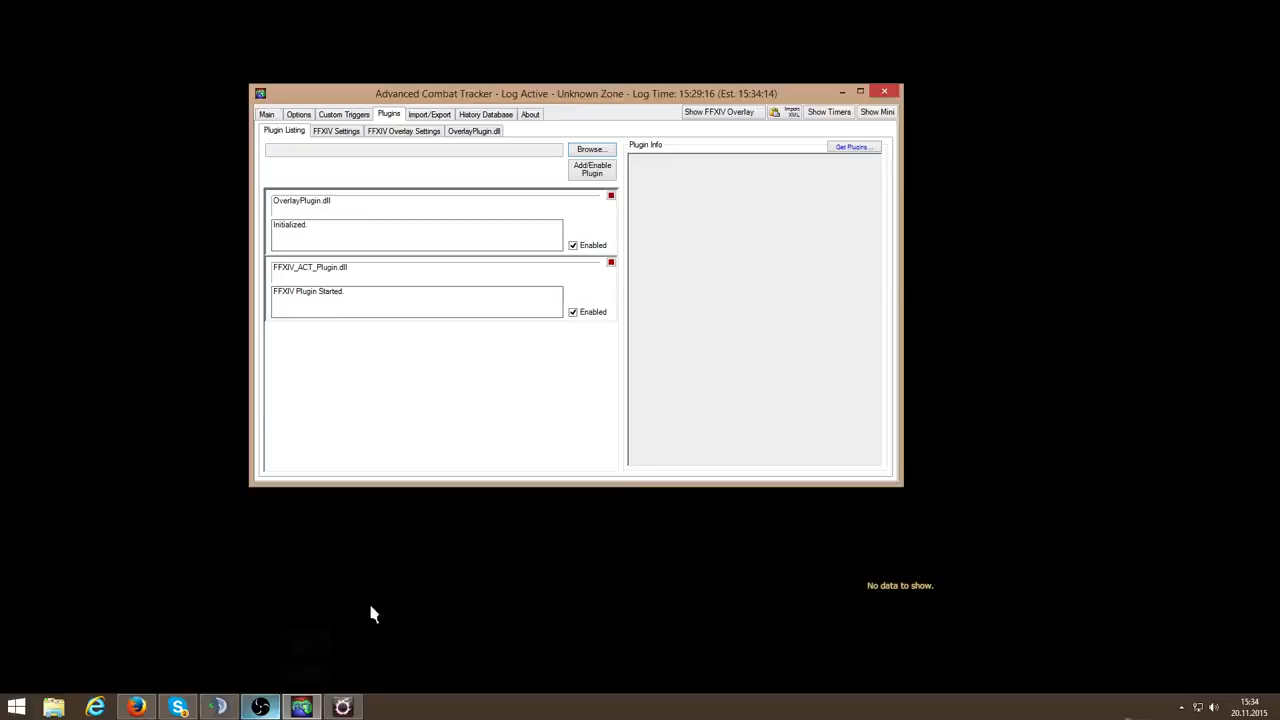 Advanced Combat Tracker - Log Active - Unknown Zone - Log Time: 15:29:16 (Est. 15:34:14)
Main Options Custom Triggers Plugins Import/Export History Database About Show FFXIV Overlay Import XML Show Timers Show Mini
Plugin Listing FFXIV Settings FFXIV Overlay Settings OverlayPlugin.dll
Browse...
Add/Enable
Plugin
OverlayPlugin.dll
Initialized.
Enabled
FFXIV_ACT_Plugin.dll
FFXIV Plugin Started.
Enabled
Plugin Info
Get Plugins...
No data to show.
15:34
20.11.2015